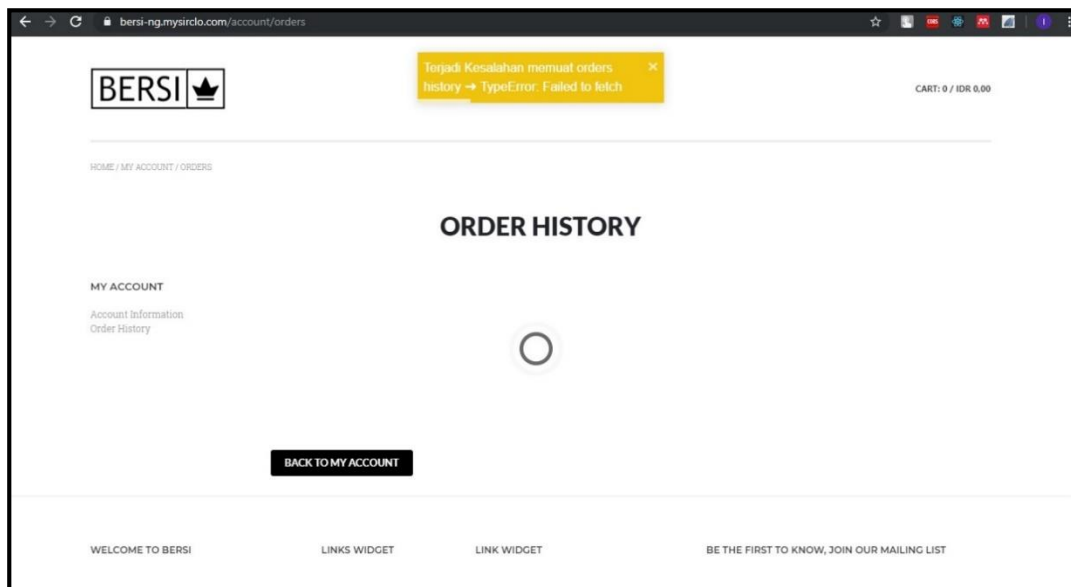 bersi-ng.mysirclo.com/account/orders
BERSI
Terjadi Kesalahan memuat orders
history ➔ TypeError: Failed to fetch
CART: 0 / IDR 0,00
HOME / MY ACCOUNT / ORDERS
ORDER HISTORY
MY ACCOUNT
Account Information
Order History
BACK TO MY ACCOUNT
WELCOME TO BERSI
LINKS WIDGET
LINK WIDGET
BE THE FIRST TO KNOW, JOIN OUR MAILING LIST